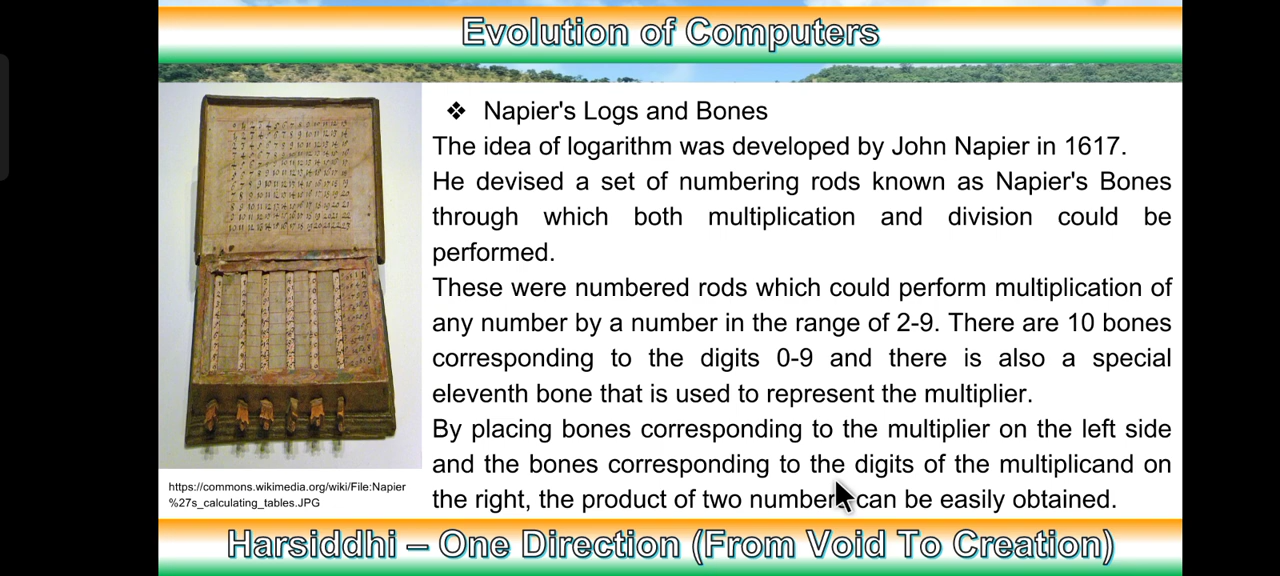 Evolution of Computers
❖ Napier's Logs and Bones
The idea of logarithm was developed by John Napier in 1617.
He devised a set of numbering rods known as Napier's Bones
through which both multiplication and division could be
performed.
These were numbered rods which could perform multiplication of
any number by a number in the range of 2-9. There are 10 bones
corresponding to the digits 0-9 and there is also a special
eleventh bone that is used to represent the multiplier.
By placing bones corresponding to the multiplier on the left side
and the bones corresponding to the digits of the multiplicand on
the right, the product of two numbers can be easily obtained.
https://commons.wikimedia.org/wiki/File:Napier
%27s_calculating_tables.JPG
Harsiddhi – One Direction (From Void To Creation)